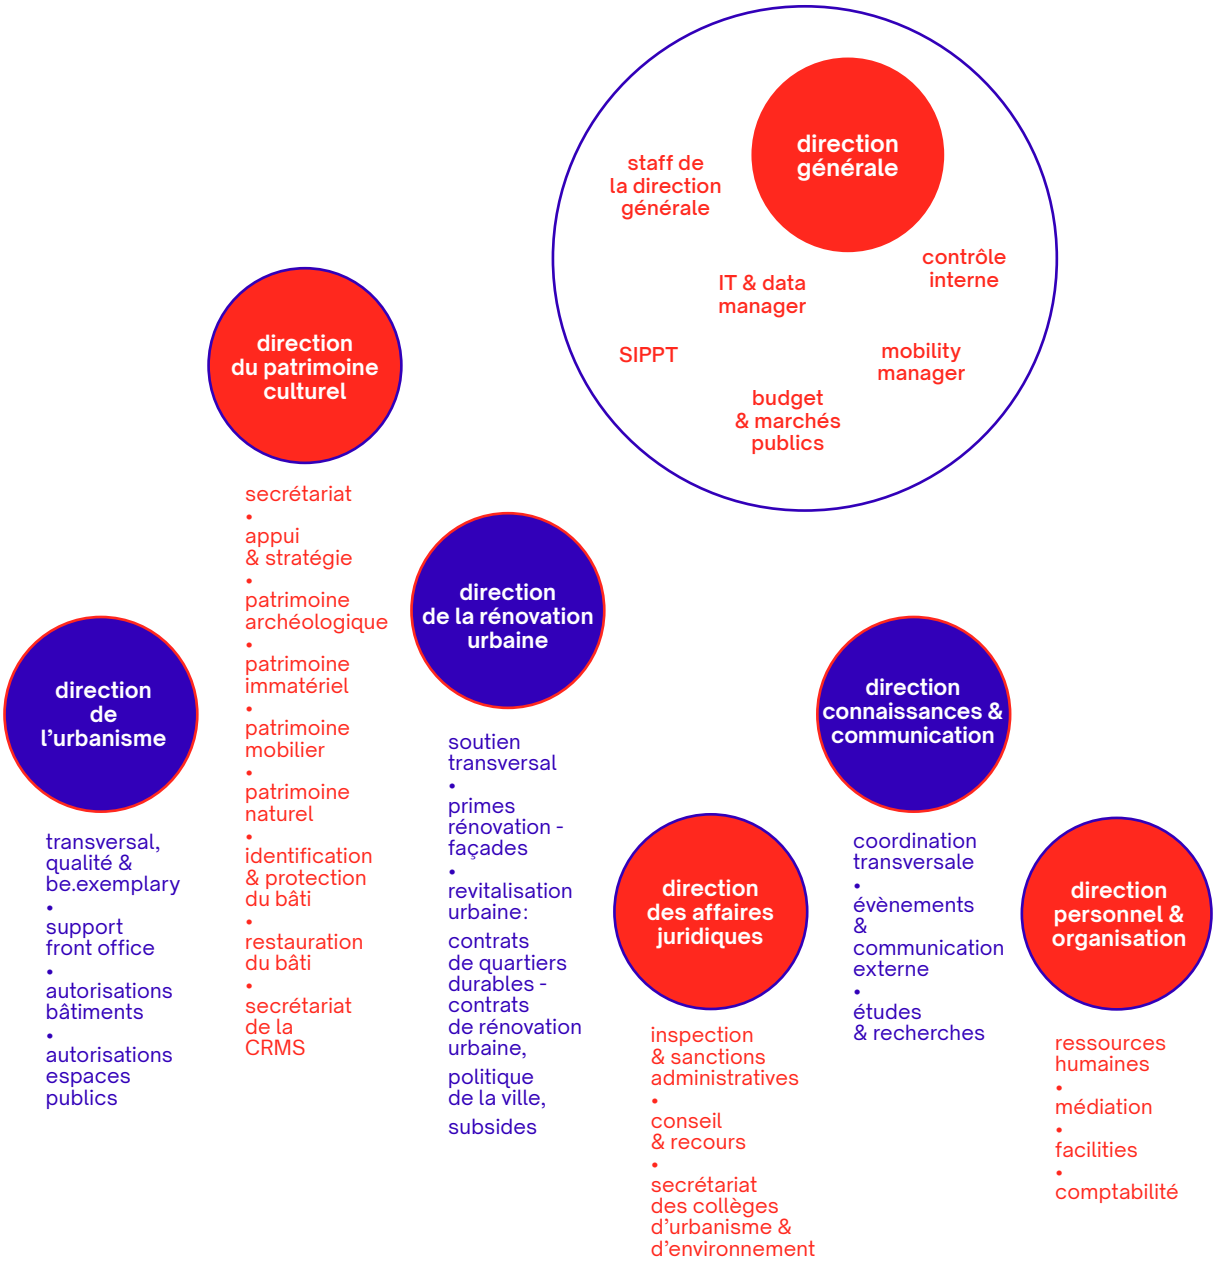 direction
générale
staff de
la direction
générale
contrôle
interne
IT & data
manager
SIPPT
mobility
manager
budget
& marchés
publics
direction
du patrimoine
culturel
secrétariat
•
appui
& stratégie
•
patrimoine
archéologique
•
patrimoine
immatériel
•
patrimoine
mobilier
•
patrimoine
naturel
•
identification
& protection
du bâti
•
restauration
du bâti
•
secrétariat
de la
CRMS
direction
de la rénovation
urbaine
soutien
transversal
•
primes
rénovation -
façades
•
revitalisation
urbaine:
contrats
de quartiers
durables -
contrats
de rénovation
urbaine,
politique
de la ville,
subsides
direction
de
l’urbanisme
transversal,
qualité &
be.exemplary
•
support
front office
•
autorisations
bâtiments
•
autorisations
espaces
publics
direction
connaissances &
communication
coordination
transversale
•
évènements
&
communication
externe
•
études
& recherches
direction
des affaires
juridiques
inspection
& sanctions
administratives
•
conseil
& recours
•
secrétariat
des collèges
d’urbanisme &
d’environnement
direction
personnel &
organisation
ressources
humaines
•
médiation
•
facilities
•
comptabilité